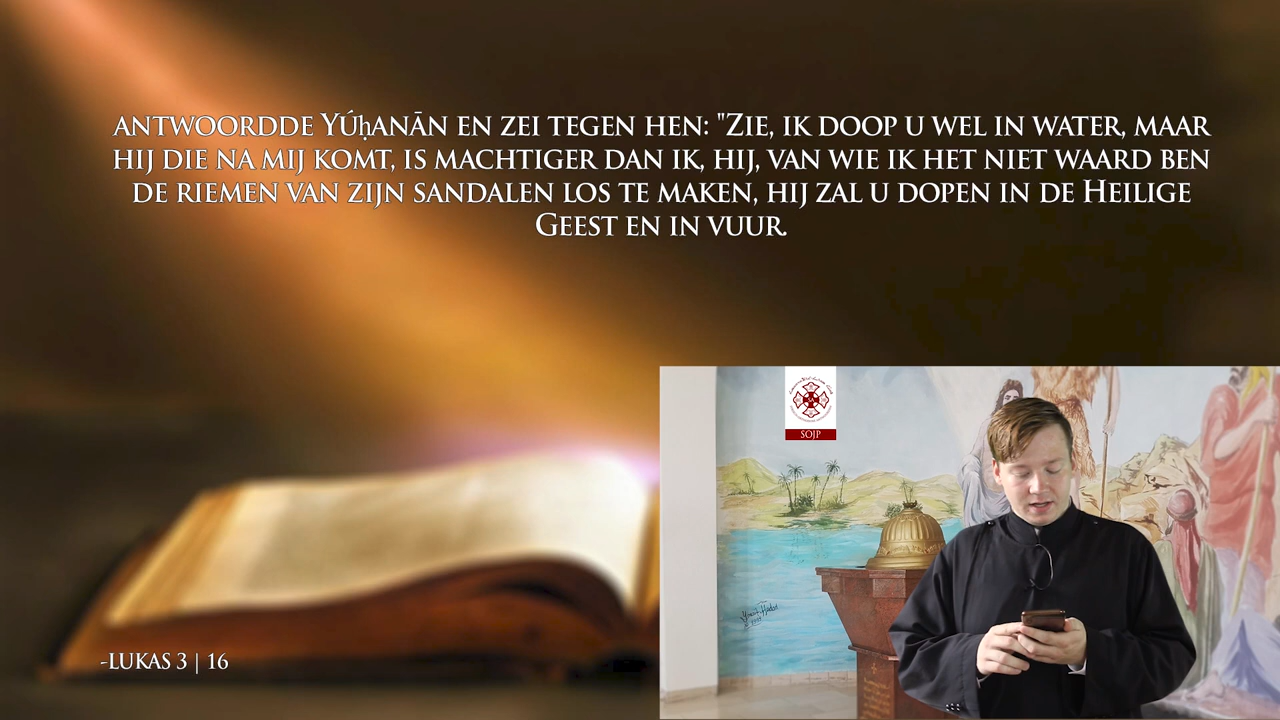 ANTWOORDDE YÚḥANĀN EN ZEI TEGEN HEN: "ZIE, IK DOOP U WEL IN WATER, MAAR
HIJ DIE NA MIJ KOMT, IS MACHTIGER DAN IK, HIJ, VAN WIE IK HET NIET WAARD BEN
DE RIEMEN VAN ZIJN SANDALEN LOS TE MAKEN, HIJ ZAL U DOPEN IN DE HEILIGE
GEEST EN IN VUUR.
SOJP
-LUKAS 3 | 16